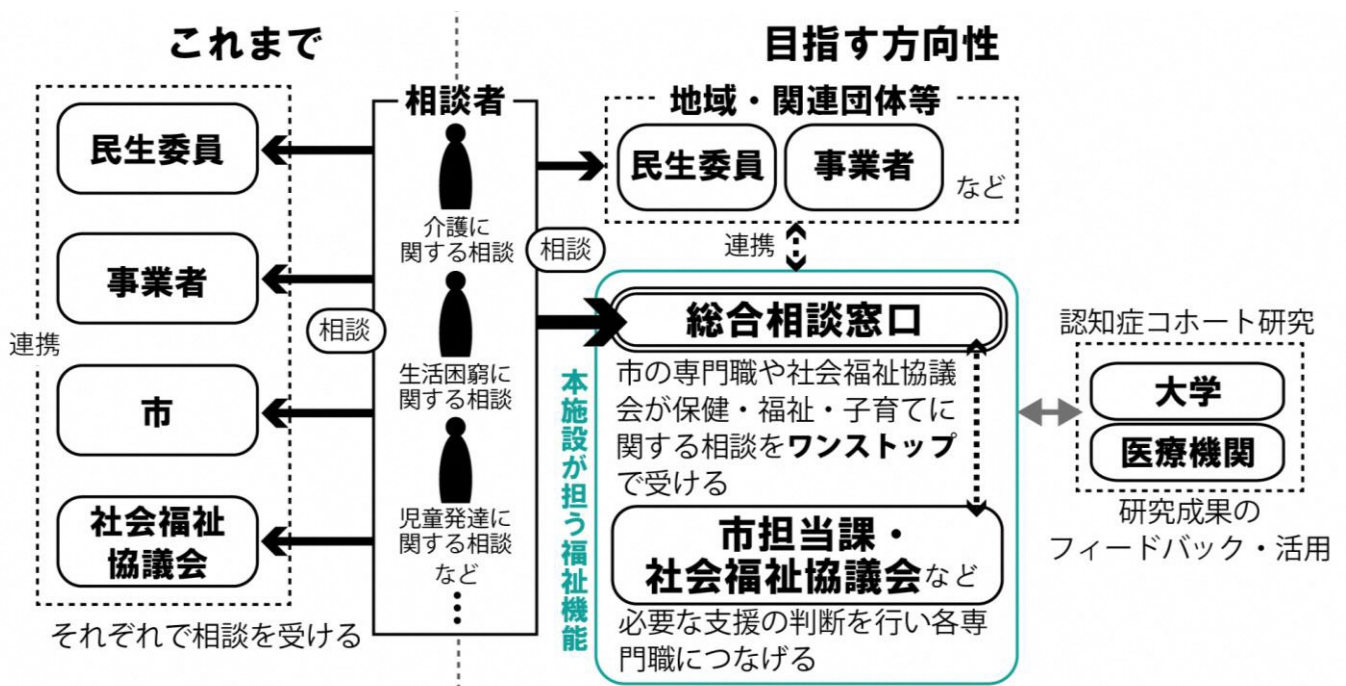 これまで
民生委員
事業者
連携
市
社会福祉
協議会
それぞれで相談を受ける
相談
相談者
介護に
関する相談
生活困窮に
関する相談
児童発達に
関する相談
など
相談
目指す方向性
地域・関連団体等
民生委員
事業者
など
連携
本施設が担う福祉機能
総合相談窓口
市の専門職や社会福祉協議
会が保健・福祉・子育てに
関する相談をワンストップ
で受ける
市担当課・
社会福祉協議会など
必要な支援の判断を行い各専
門職につなげる
認知症コホート研究
大学
医療機関
研究成果の
フィードバック・活用